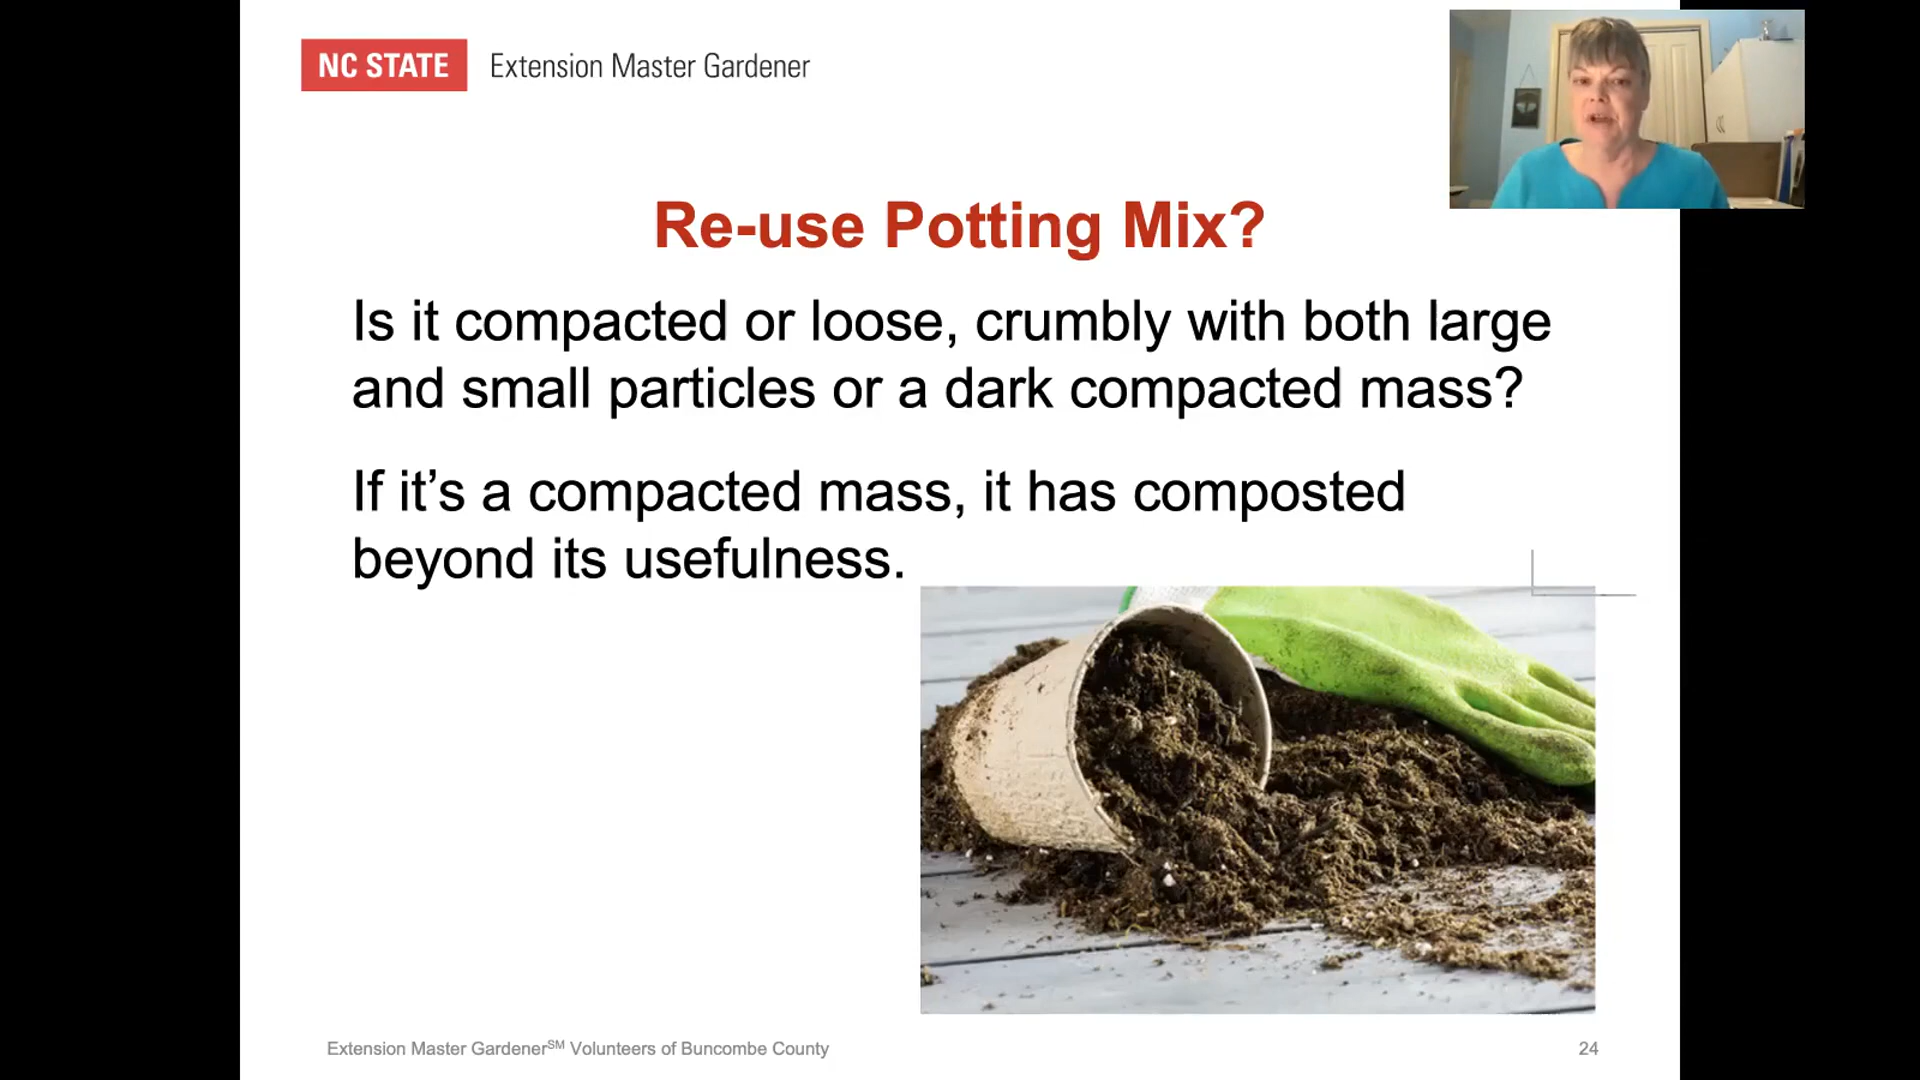 NC STATE Extension Master Gardener
Re-use Potting Mix?
Is it compacted or loose, crumbly with both large
and small particles or a dark compacted mass?
If it’s a compacted mass, it has composted
beyond its usefulness.
Extension Master GardenerSM Volunteers of Buncombe County
24